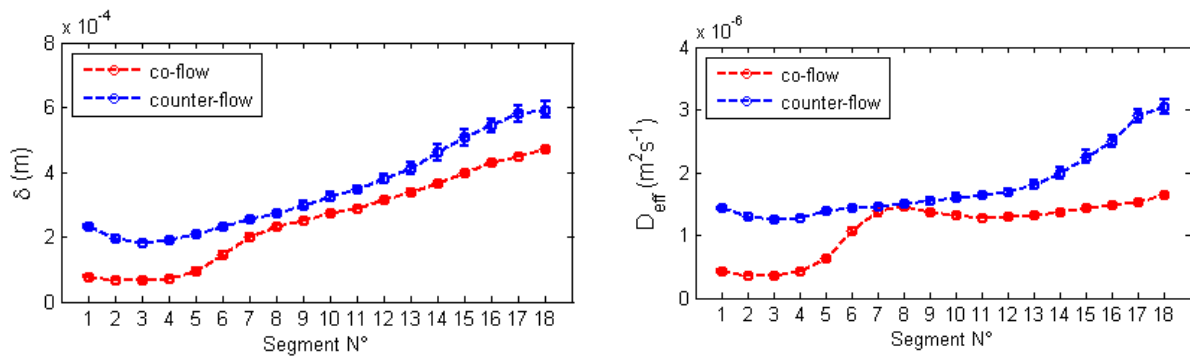 x 10⁻⁴
8
6
4
2
0
δ (m)
co-flow
counter-flow
1 2 3 4 5 6 7 8 9 10 11 12 13 14 15 16 17 18
Segment N°
x 10⁻⁶
4
3
2
1
0
D_eff (m²s⁻¹)
co-flow
counter-flow
1 2 3 4 5 6 7 8 9 10 11 12 13 14 15 16 17 18
Segment N°